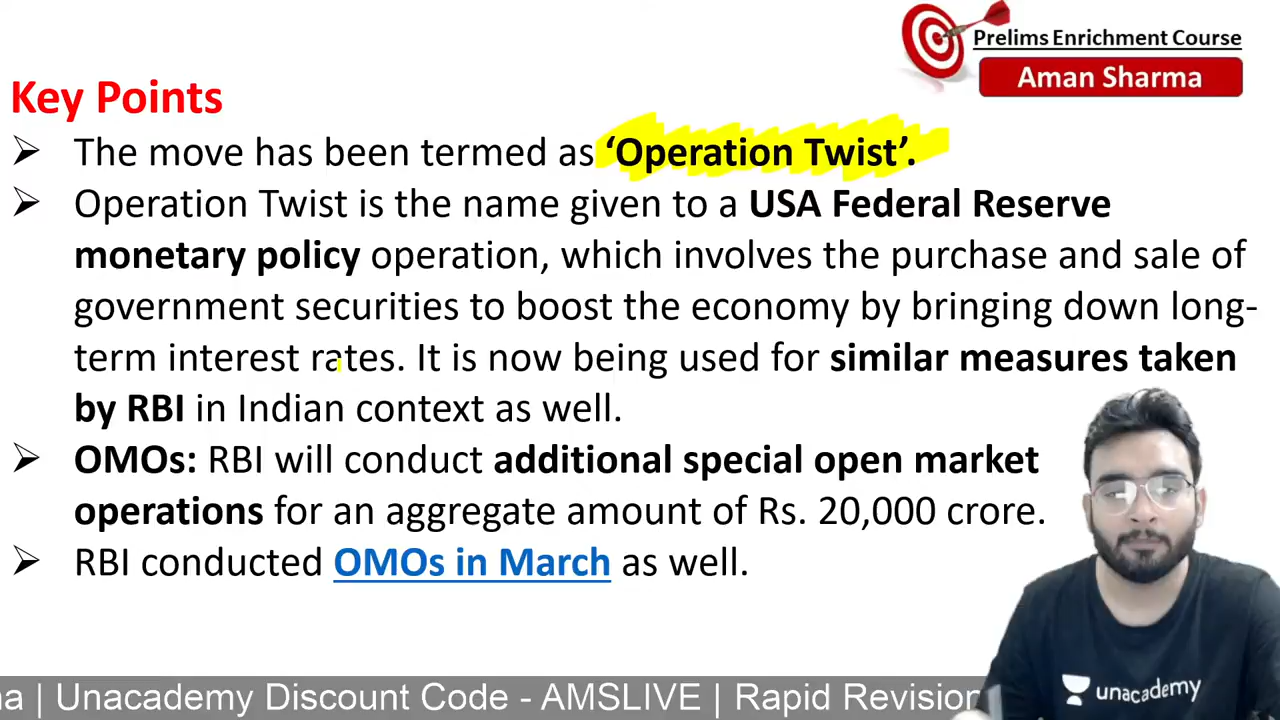 Prelims Enrichment Course
Aman Sharma
Key Points
➢ The move has been termed as ‘Operation Twist’.
➢ Operation Twist is the name given to a USA Federal Reserve
monetary policy operation, which involves the purchase and sale of
government securities to boost the economy by bringing down long-
term interest rates. It is now being used for similar measures taken
by RBI in Indian context as well.
➢ OMOs: RBI will conduct additional special open market
operations for an aggregate amount of Rs. 20,000 crore.
➢ RBI conducted OMOs in March as well.
unacademy
| Unacademy Discount Code - AMSLIVE | Rapid Revision